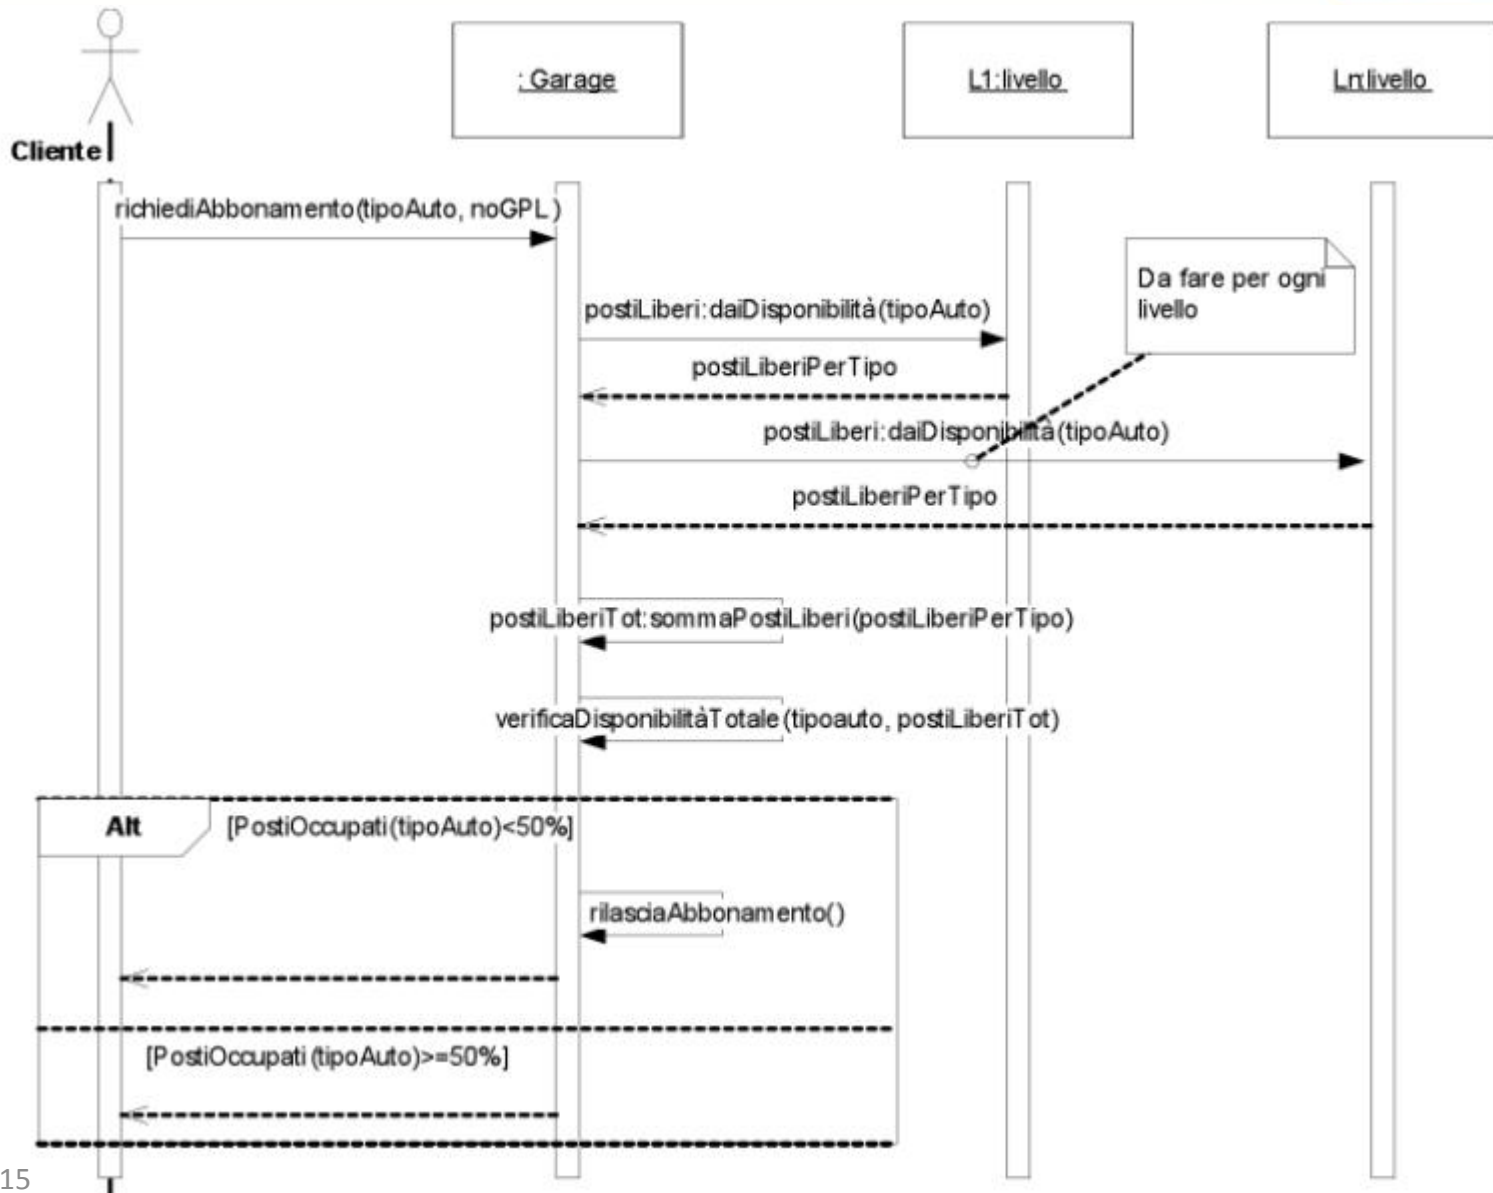 : Garage
L1:livello
Ln:livello
Cliente
richiediAbbonamento(tipoAuto, noGPL)
Da fare per ogni
livello
postiLiberi:daiDisponibilità(tipoAuto)
postiLiberiPerTipo
postiLiberi:daiDisponibilità(tipoAuto)
postiLiberiPerTipo
postiLiberiTot:sommaPostiLiberi(postiLiberiPerTipo)
verificaDisponibilitàTotale(tipoauto, postiLiberiTot)
Alt
[PostiOccupati(tipoAuto)<50%]
rilasciaAbbonamento()
[PostiOccupati(tipoAuto)>=50%]
15